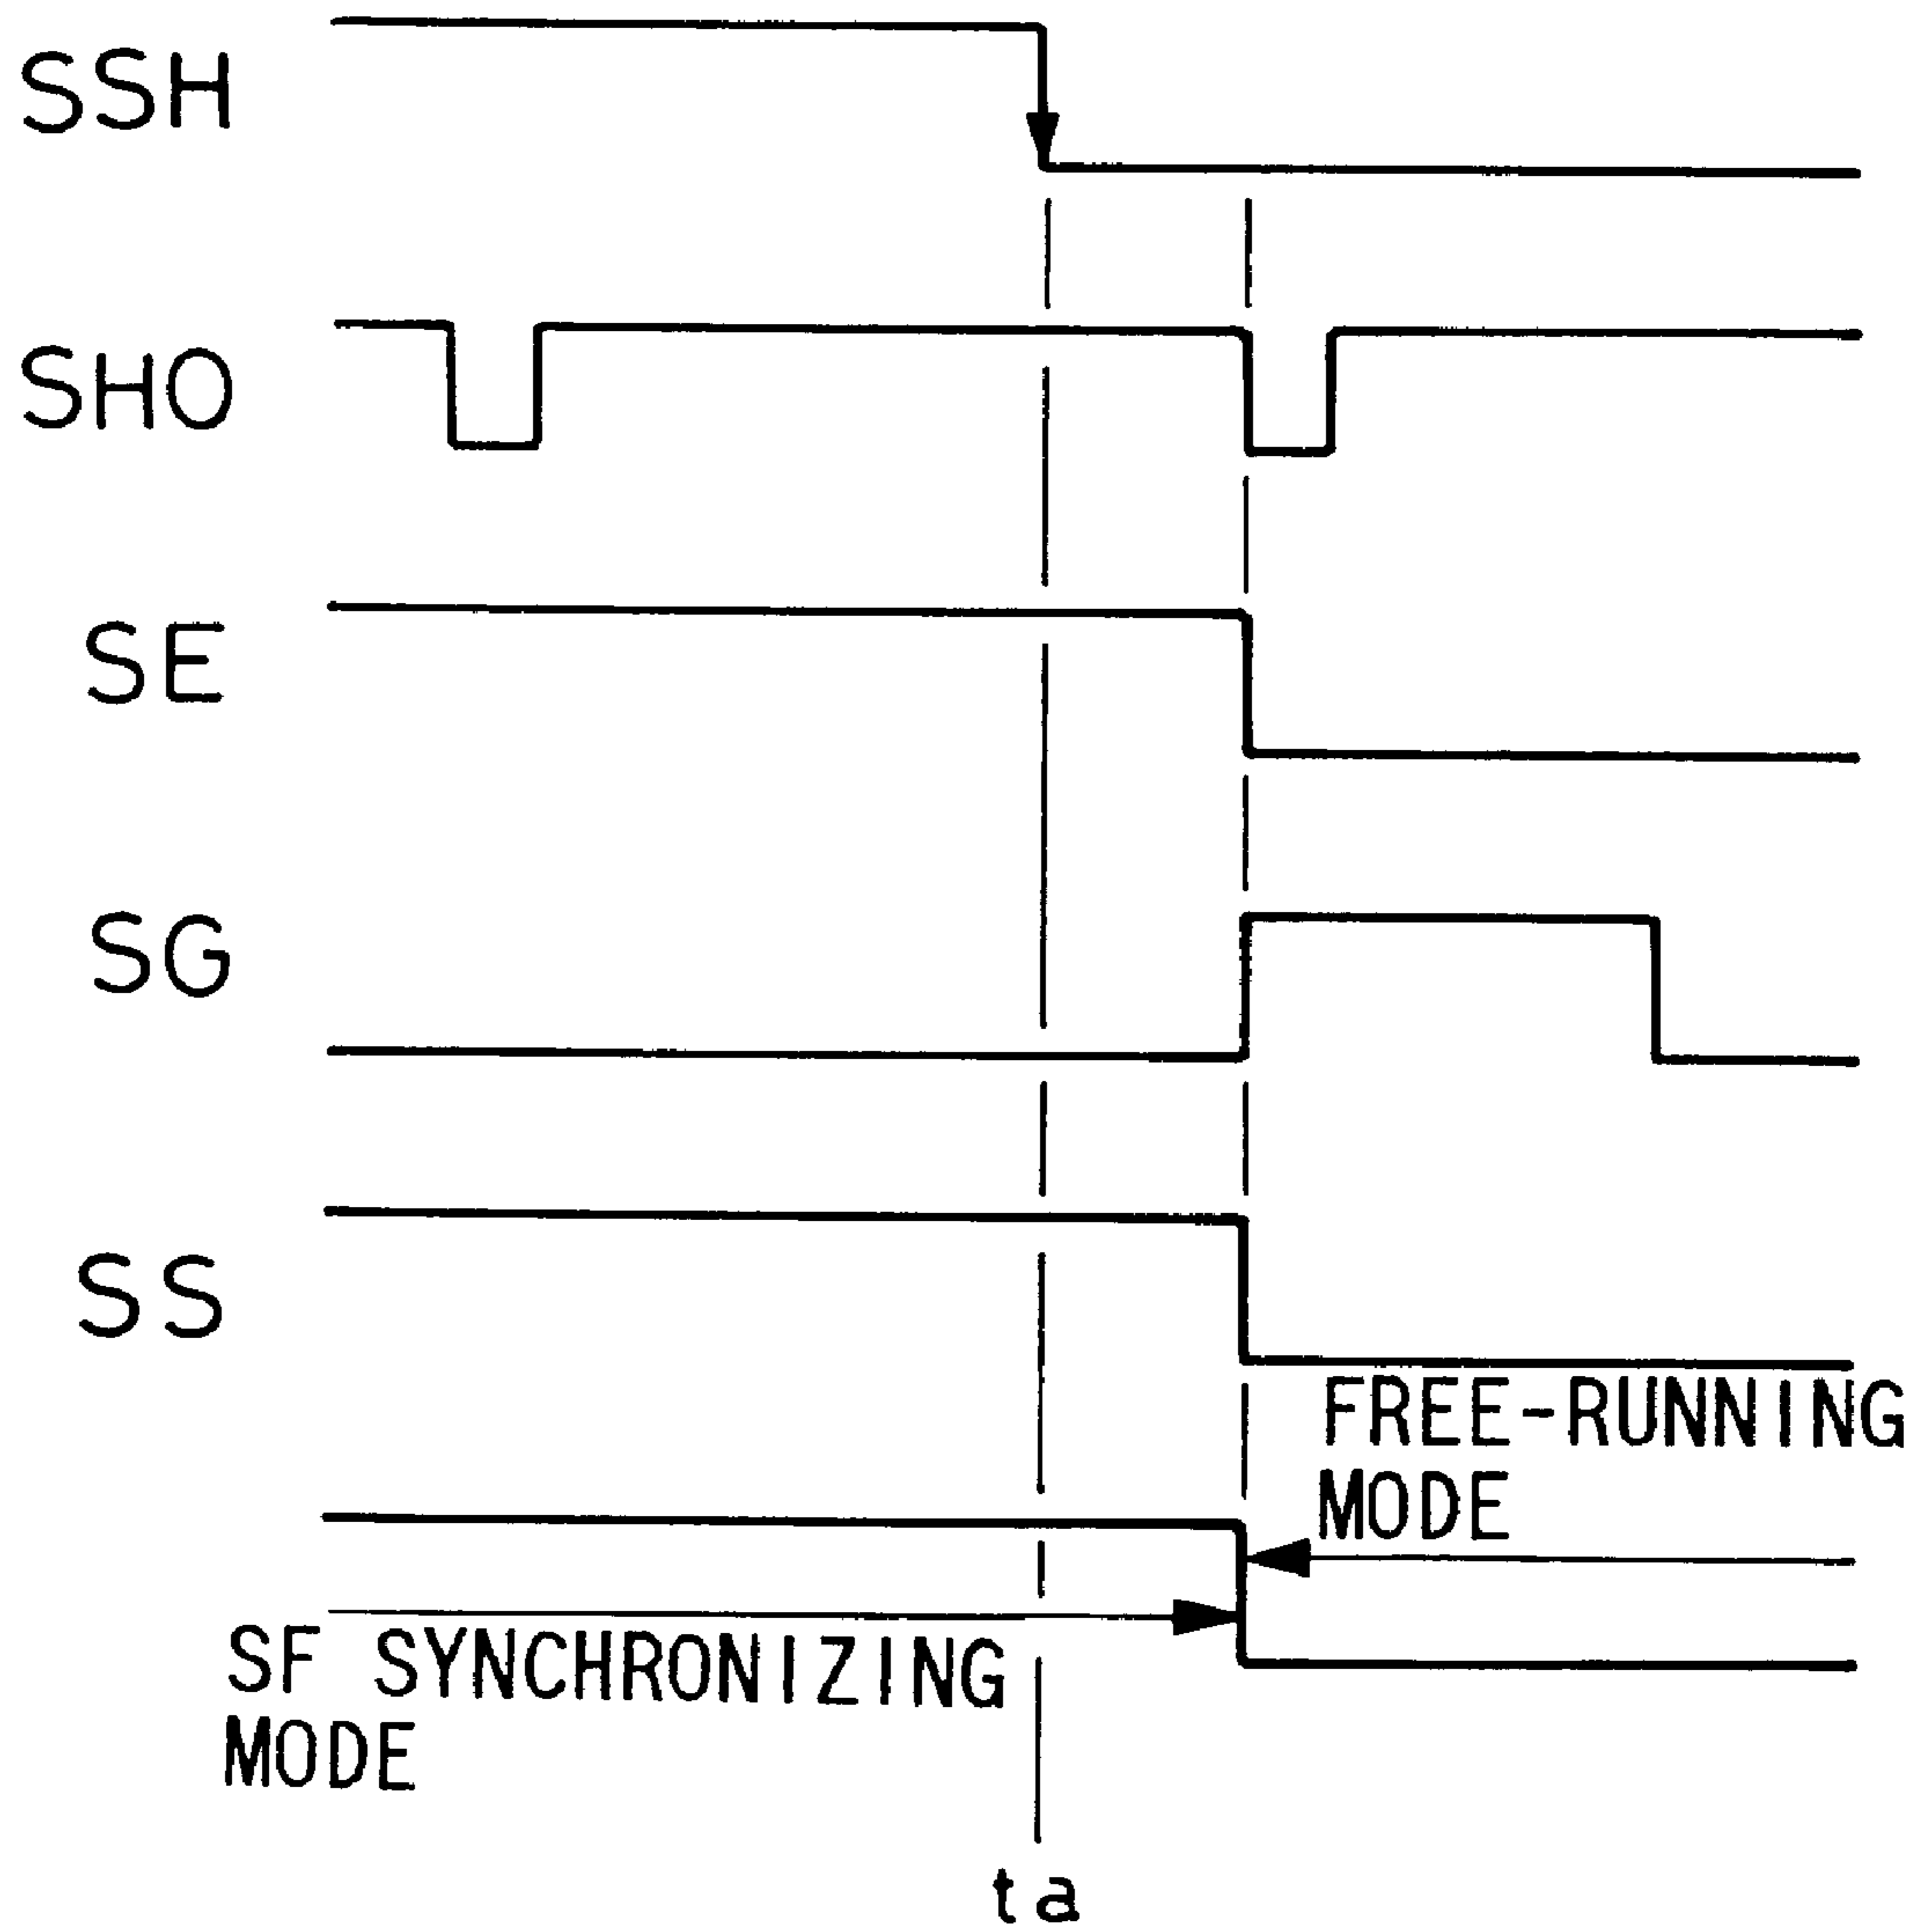 SSH
SHO
SE
SG
SS
FREE-RUNNING
MODE
SF SYNCHRONIZING
MODE
ta